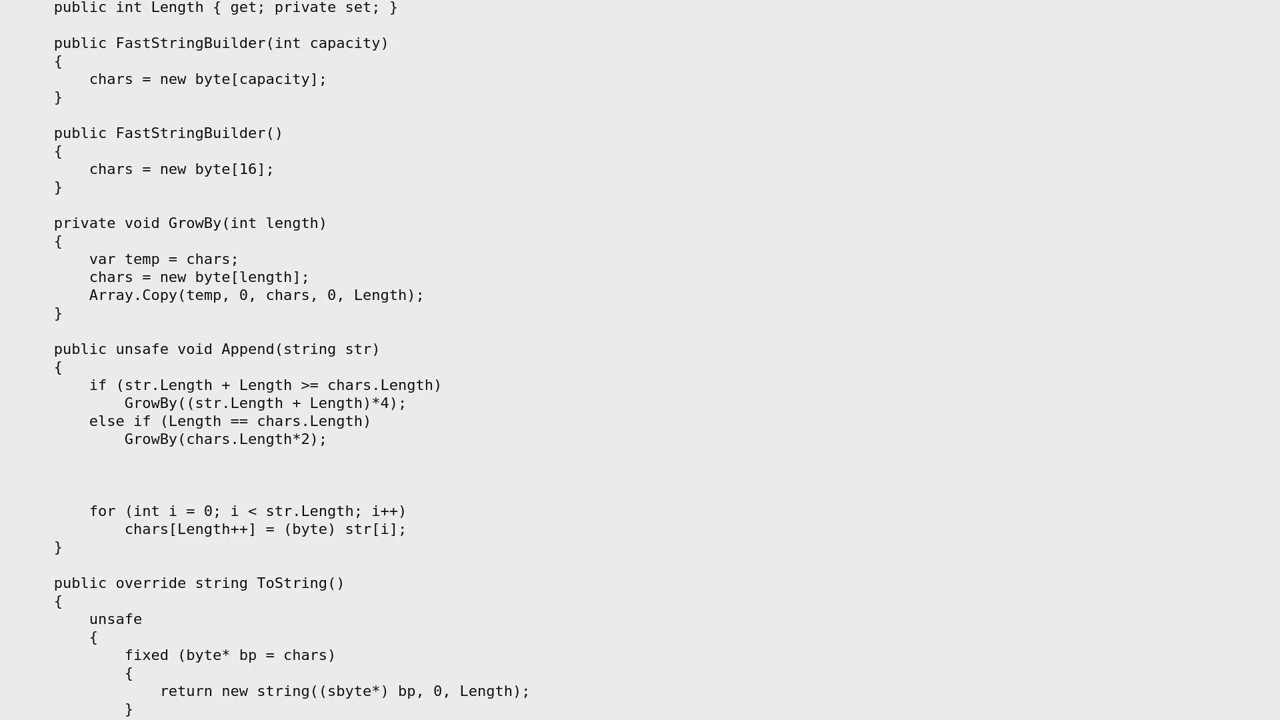 public int Length { get; private set; }
public FastStringBuilder(int capacity)
{
chars = new byte[capacity];
}
public FastStringBuilder()
{
chars = new byte[16];
}
private void GrowBy(int length)
{
var temp = chars;
chars = new byte[length];
Array.Copy(temp, 0, chars, 0, Length);
}
public unsafe void Append(string str)
{
if (str.Length + Length >= chars.Length)
GrowBy((str.Length + Length)*4);
else if (Length == chars.Length)
GrowBy(chars.Length*2);
for (int i = 0; i < str.Length; i++)
chars[Length++] = (byte) str[i];
}
public override string ToString()
{
unsafe
{
fixed (byte* bp = chars)
{
return new string((sbyte*) bp, 0, Length);
}